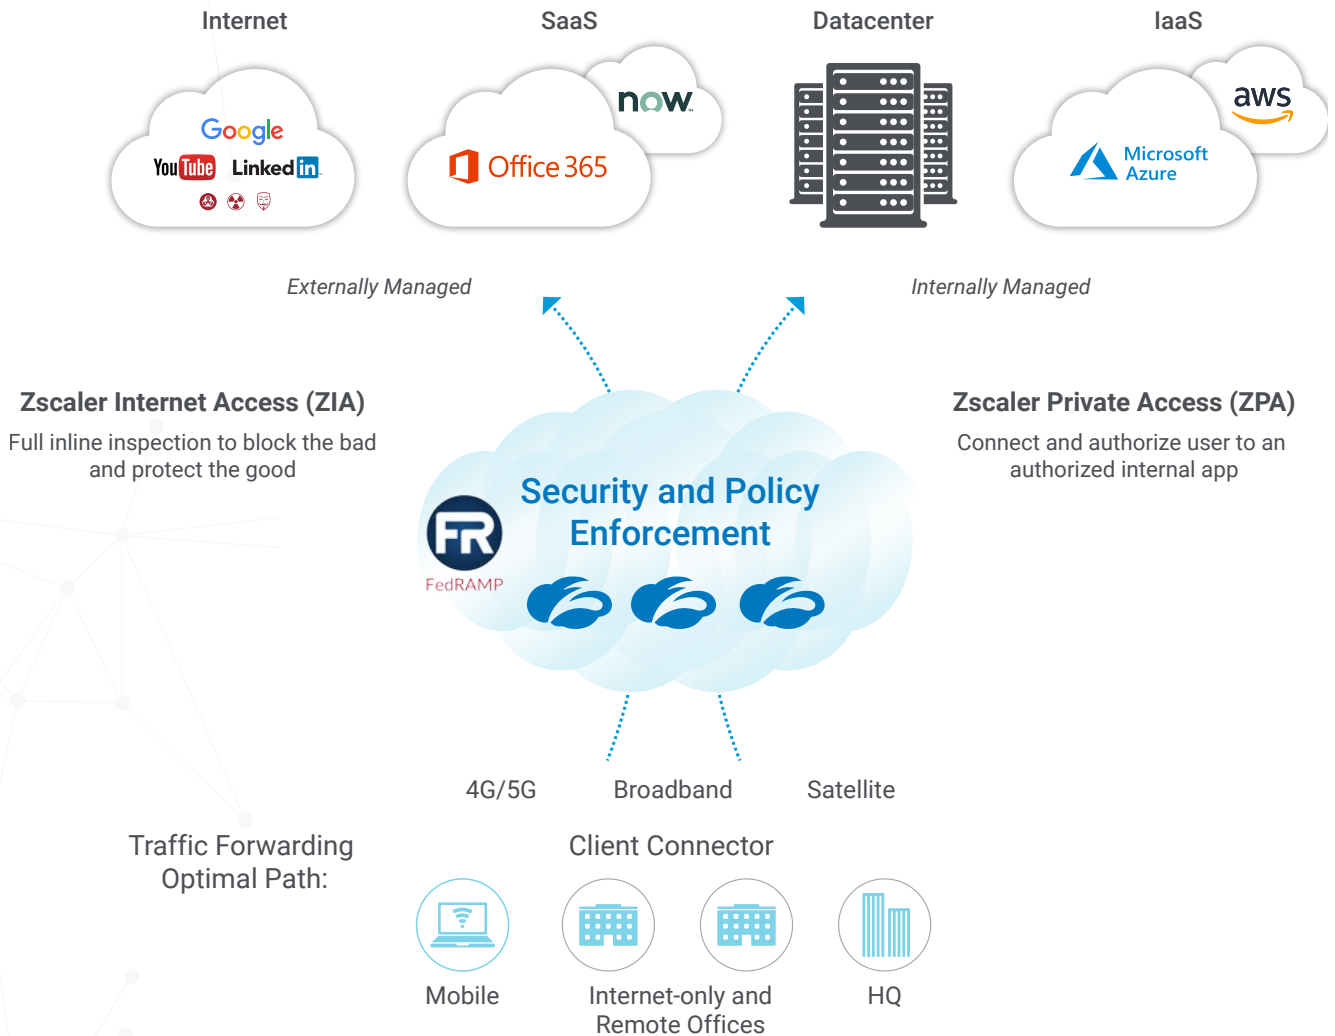 Internet
SaaS
Datacenter
IaaS
Google
YouTube
Linked in
now
Office 365
Microsoft
Azure
aws
Externally Managed
Internally Managed
Zscaler Internet Access (ZIA)
Full inline inspection to block the bad
and protect the good
Zscaler Private Access (ZPA)
Connect and authorize user to an
authorized internal app
Security and Policy
Enforcement
FR
FedRAMP
4G/5G
Broadband
Satellite
Traffic Forwarding
Optimal Path:
Client Connector
Mobile
Internet-only and
Remote Offices
HQ